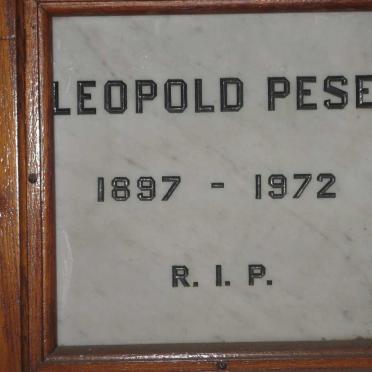 LEOPOLD PESE
1897 - 1972
R. I. P.